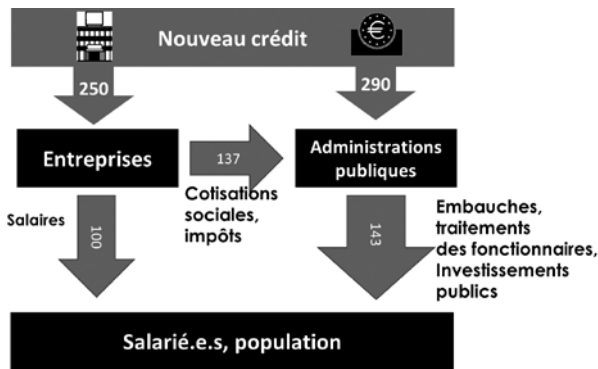 Nouveau crédit
250
290
Entreprises
137
Administrations
publiques
Cotisations
sociales,
impôts
Salaires
100
143
Embauches,
traitements
des fonctionnaires,
Investissements
publics
Salarié.e.s, population